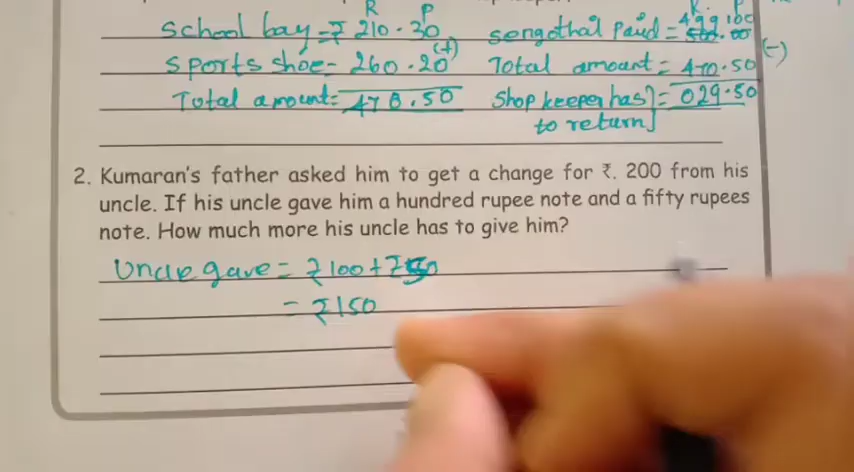 R P
school bag = ₹ 210.30
sports shoe - 260.20 (+)
Total amount = 470.50
499 100
sengothai Paid = 500.00
Total amount = 470.50 (-)
Shop keeper has] = 029.50
to return]
2. Kumaran's father asked him to get a change for ₹. 200 from his
uncle. If his uncle gave him a hundred rupee note and a fifty rupees
note. How much more his uncle has to give him?
Uncle gave = ₹100 + ₹50
= ₹150